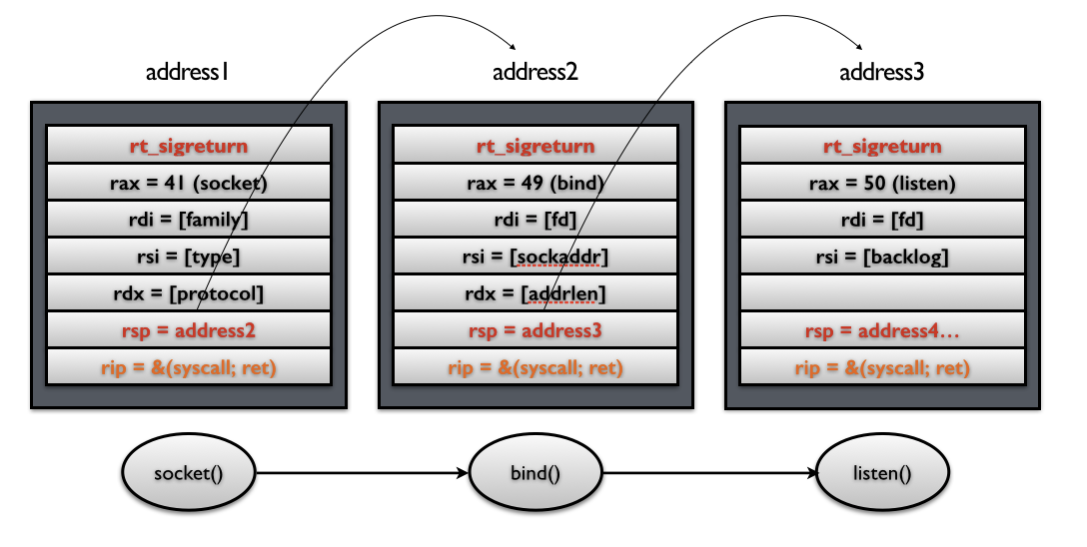 address1
address2
address3
rt_sigreturn
rax = 41 (socket)
rdi = [family]
rsi = [type]
rdx = [protocol]
rsp = address2
rip = &(syscall; ret)
rt_sigreturn
rax = 49 (bind)
rdi = [fd]
rsi = [sockaddr]
rdx = [addrlen]
rsp = address3
rip = &(syscall; ret)
rt_sigreturn
rax = 50 (listen)
rdi = [fd]
rsi = [backlog]
rsp = address4…
rip = &(syscall; ret)
socket()
bind()
listen()